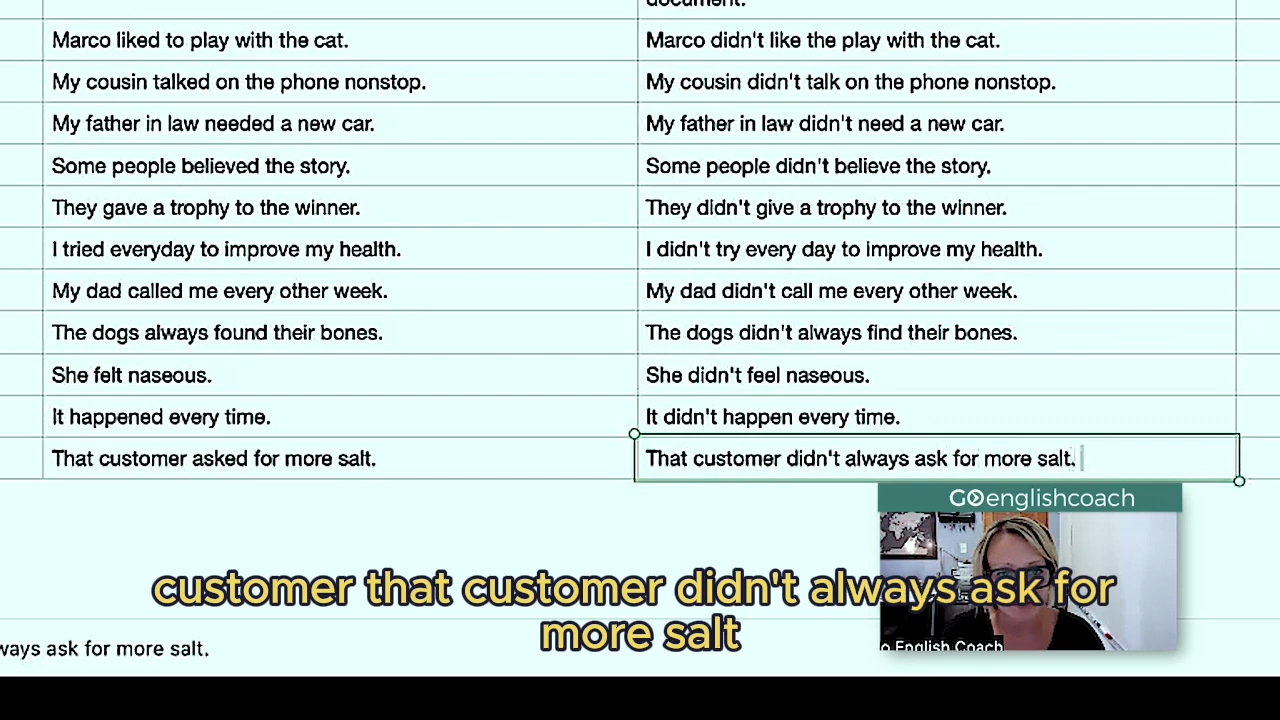 document.
Marco liked to play with the cat.
Marco didn't like the play with the cat.
My cousin talked on the phone nonstop.
My cousin didn't talk on the phone nonstop.
My father in law needed a new car.
My father in law didn't need a new car.
Some people believed the story.
Some people didn't believe the story.
They gave a trophy to the winner.
They didn't give a trophy to the winner.
I tried everyday to improve my health.
I didn't try every day to improve my health.
My dad called me every other week.
My dad didn't call me every other week.
The dogs always found their bones.
The dogs didn't always find their bones.
She felt naseous.
She didn't feel naseous.
It happened every time.
It didn't happen every time.
That customer asked for more salt.
That customer didn't always ask for more salt.
GOenglishcoach
customer that customer didn't always ask for
more salt
ways ask for more salt.
o English Coach